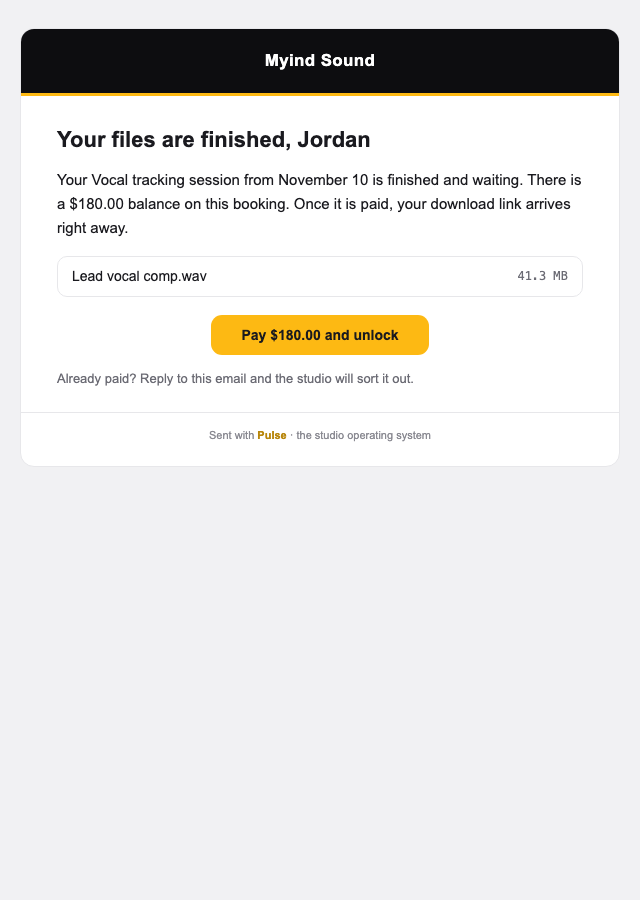 Myind Sound
Your files are finished, Jordan
Your Vocal tracking session from November 10 is finished and waiting. There is
a $180.00 balance on this booking. Once it is paid, your download link arrives
right away.
Lead vocal comp.wav 41.3 MB
Pay $180.00 and unlock
Already paid? Reply to this email and the studio will sort it out.
Sent with Pulse · the studio operating system